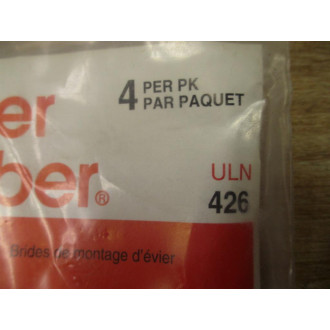 4 PER PK
PAR PAQUET
er
ber®
ULN
426
Brides de montage d'évier